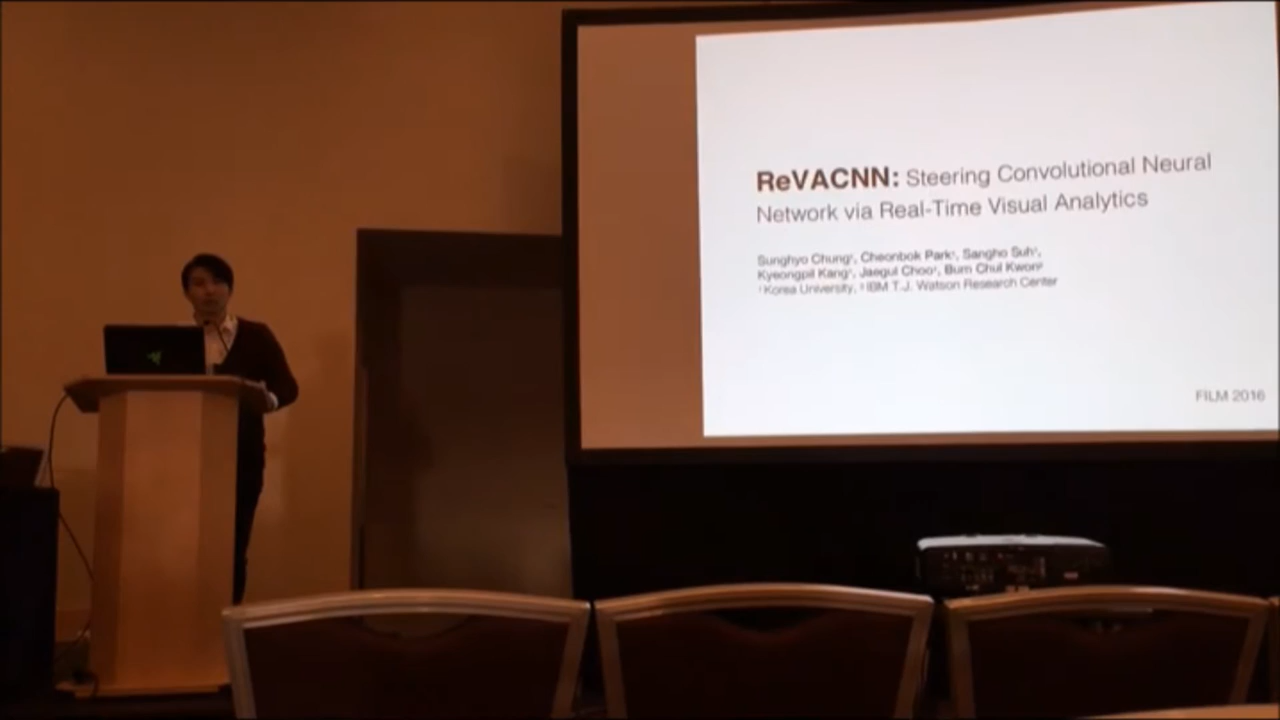 ReVACNN: Steering Convolutional Neural
Network via Real-Time Visual Analytics
Sunghyo Chung¹, Cheonbok Park¹, Sangho Suh¹,
Kyeongpil Kang¹, Jaegul Choo¹, Bum Chul Kwon²
¹ Korea University, ² IBM T.J. Watson Research Center
FILM 2016